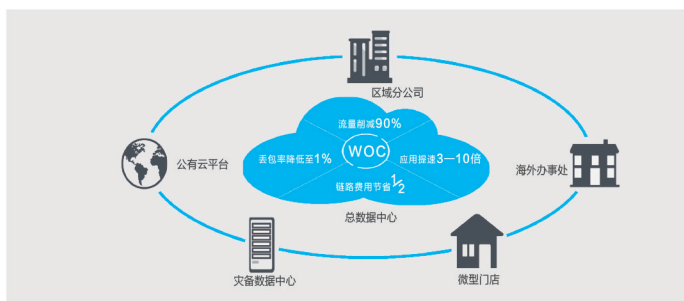 区域分公司
流量削减90%
丢包率降低至1%
WOC
应用提速3—10倍
链路费用节省1/2
总数据中心
公有云平台
海外办事处
灾备数据中心
微型门店